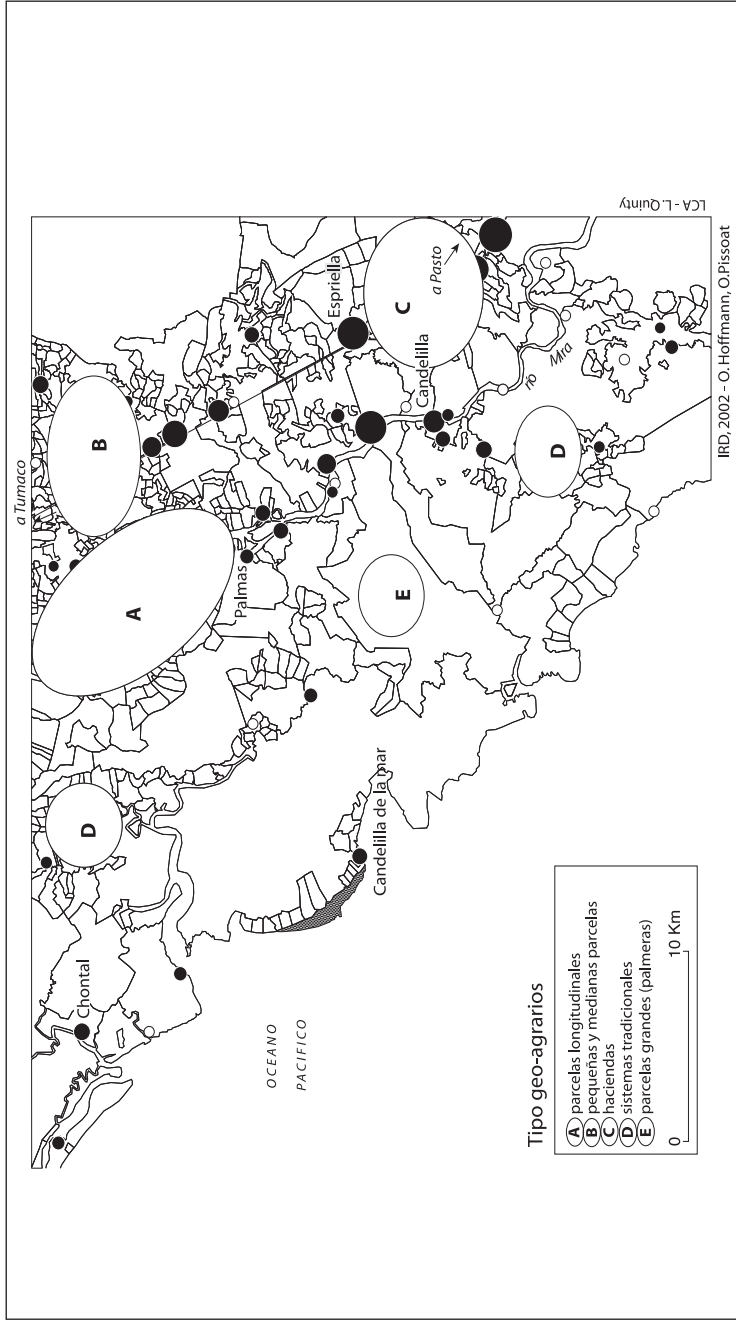 a Tumaco
B
A
Palmas
Espriella
C
a Pasto
Candelilla
río Mira
D
E
D
Chontal
Candelilla de la mar
OCEANO
PACIFICO
Tipo geo-agrarios
A parcelas longitudinales
B pequeñas y medianas parcelas
C haciendas
D sistemas tradicionales
E parcelas grandes (palmeras)
0 10 Km
LCA - L.Quinty
IRD, 2002 - O.Hoffmann, O.Pissoat